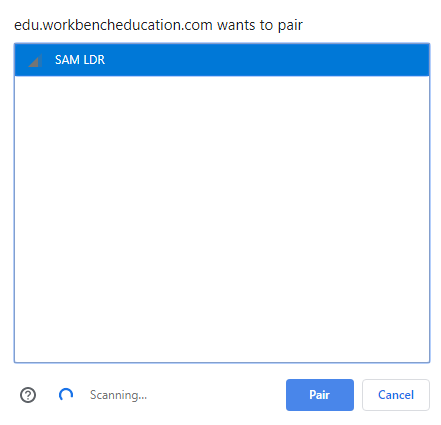 edu.workbencheducation.com wants to pair
SAM LDR
Scanning...
Pair
Cancel